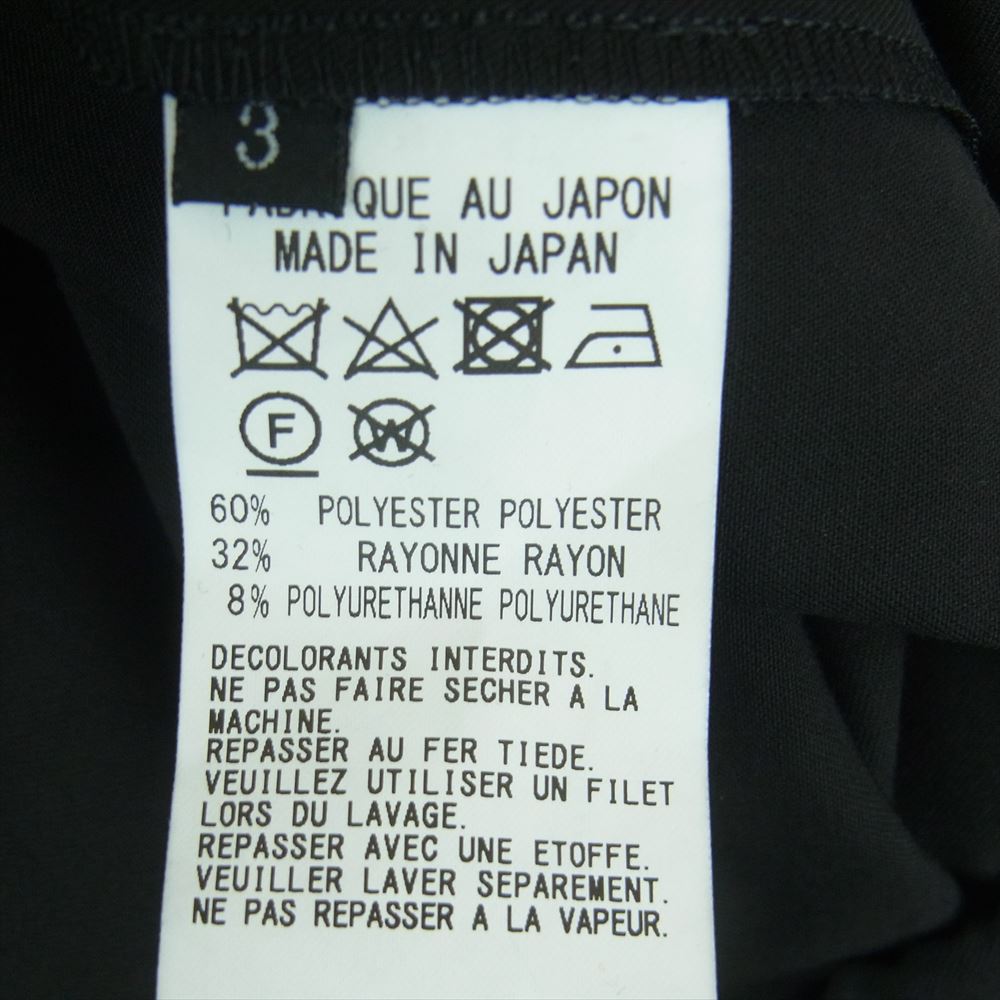 3
QUE AU JAPON
MADE IN JAPAN
F W
60% POLYESTER POLYESTER
32% RAYONNE RAYON
8% POLYURETHANNE POLYURETHANE
DECOLORANTS INTERDITS.
NE PAS FAIRE SECHER A LA
MACHINE.
REPASSER AU FER TIEDE.
VEUILLEZ UTILISER UN FILET
LORS DU LAVAGE.
REPASSER AVEC UNE ETOFFE.
VEUILLER LAVER SEPAREMENT.
NE PAS REPASSER A LA VAPEUR.